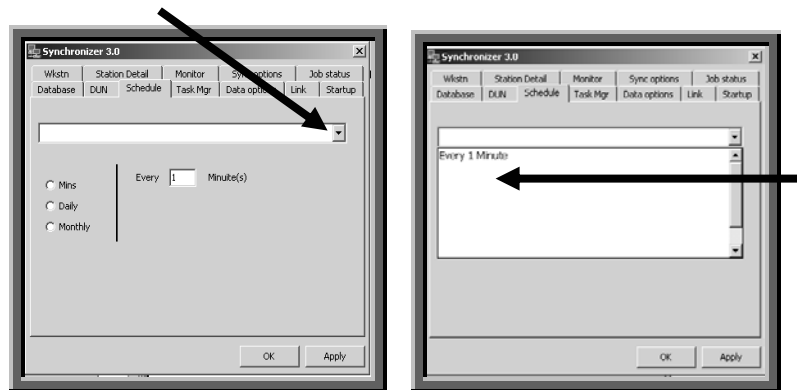 Synchronizer 3.0
Wkstn Station Detail Monitor Sync options Job status
Database DUN Schedule Task Mgr Data options Link Startup
Every 1 Minuite(s)
Mins
Daily
Monthly
OK Apply
Synchronizer 3.0
Wkstn Station Detail Monitor Sync options Job status
Database DUN Schedule Task Mgr Data options Link Startup
Every 1 Minute
OK Apply